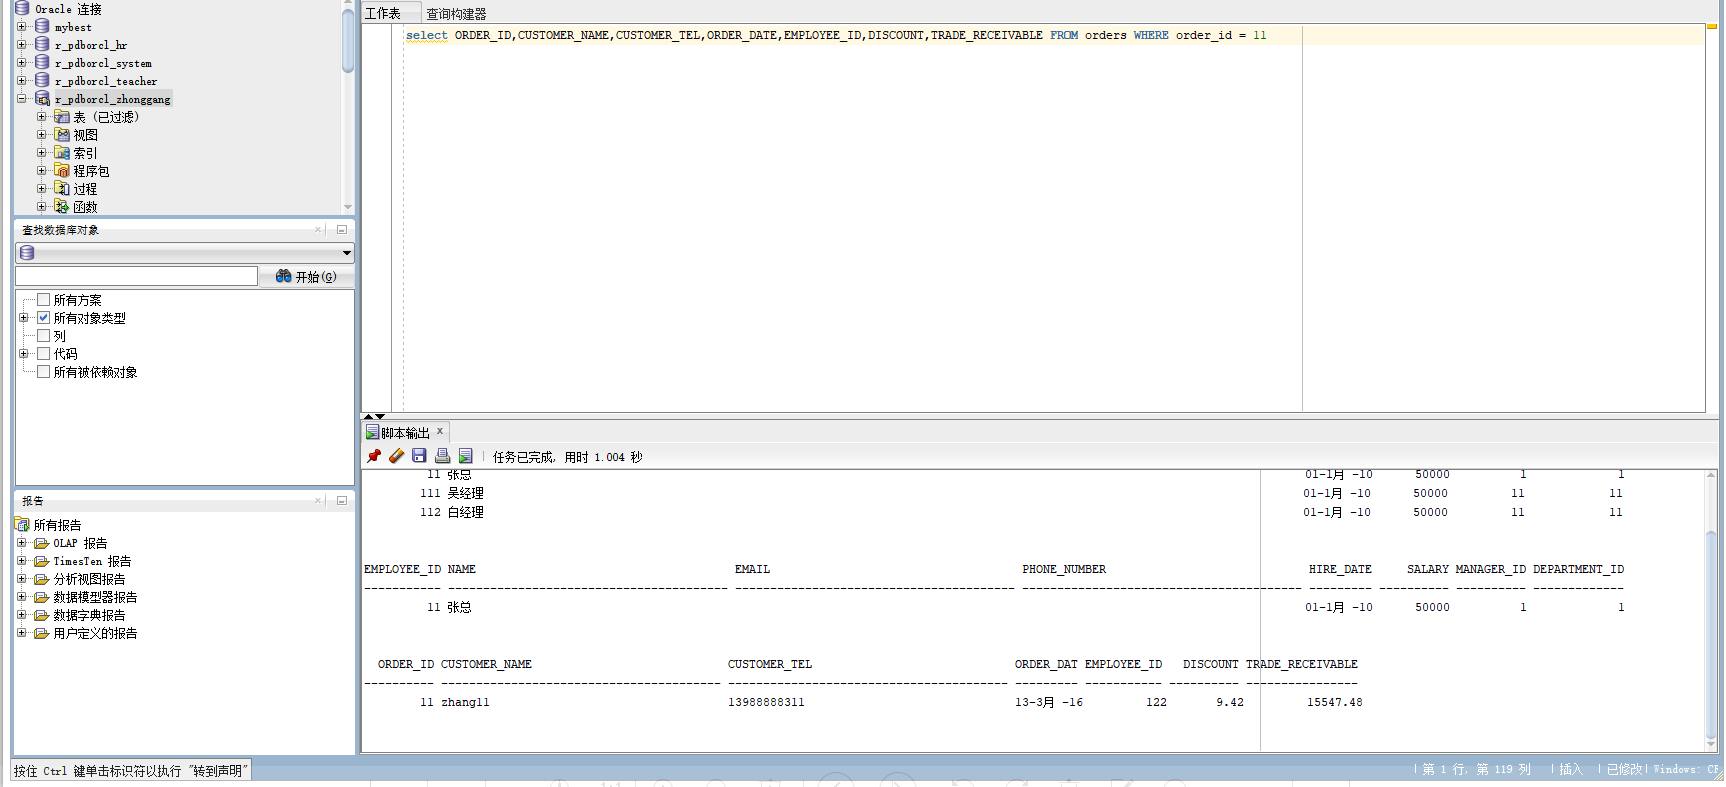 Oracle 连接
mybest
r_pdborcl_hr
r_pdborcl_system
r_pdborcl_teacher
r_pdborcl_zhonggang
表 (已过滤)
视图
索引
程序包
过程
函数
查找数据库对象
开始(G)
所有方案
所有对象类型
列
代码
所有被依赖对象
报告
所有报告
OLAP 报告
TimesTen 报告
分析视图报告
数据模型器报告
数据字典报告
用户定义的报告
工作表 查询构建器
select ORDER_ID,CUSTOMER_NAME,CUSTOMER_TEL,ORDER_DATE,EMPLOYEE_ID,DISCOUNT,TRADE_RECEIVABLE FROM orders WHERE order_id = 11
脚本输出 x
任务已完成, 用时 1.004 秒
11 张总 01-1月 -10 50000 1 1
111 吴经理 01-1月 -10 50000 11 11
112 白经理 01-1月 -10 50000 11 11
EMPLOYEE_ID NAME EMAIL PHONE_NUMBER HIRE_DATE SALARY MANAGER_ID DEPARTMENT_ID
11 张总 01-1月 -10 50000 1 1
ORDER_ID CUSTOMER_NAME CUSTOMER_TEL ORDER_DAT EMPLOYEE_ID DISCOUNT TRADE_RECEIVABLE
11 zhang11 13988888311 13-3月 -16 122 9.42 15547.48
按住 Ctrl 键单击标识符以执行 "转到声明"
第 1 行, 第 119 列 | 插入 | 已修改 | Windows: CF